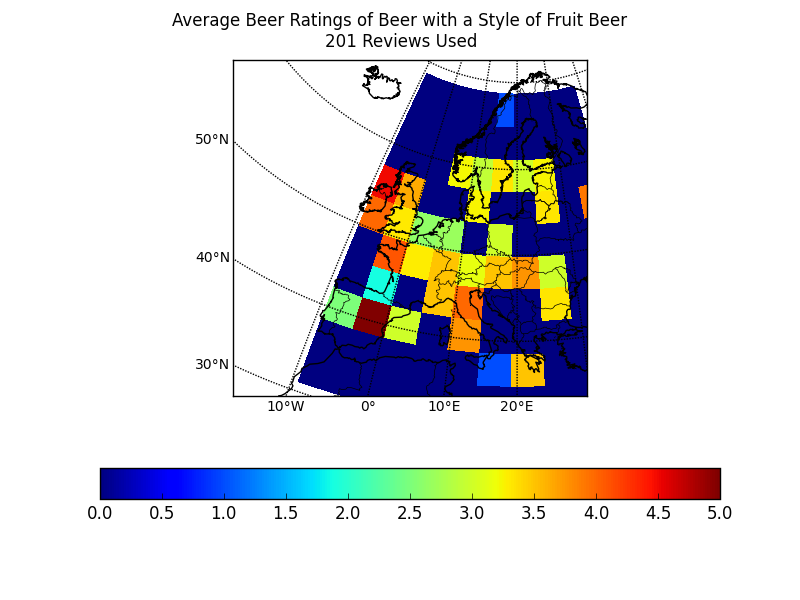 Average Beer Ratings of Beer with a Style of Fruit Beer
201 Reviews Used
50°N
40°N
30°N
10°W 0° 10°E 20°E
0.0 0.5 1.0 1.5 2.0 2.5 3.0 3.5 4.0 4.5 5.0